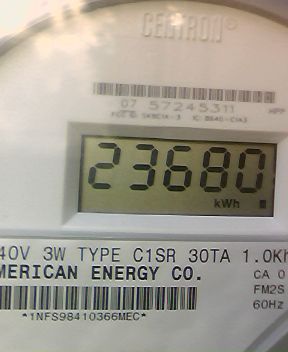 CENTRON®
07 57245311
23680
kWh
40V 3W TYPE C1SR 30TA 1.0Kh
MERICAN ENERGY CO.
CA 0
FM2S
60Hz
*1NFS98410366MEC*